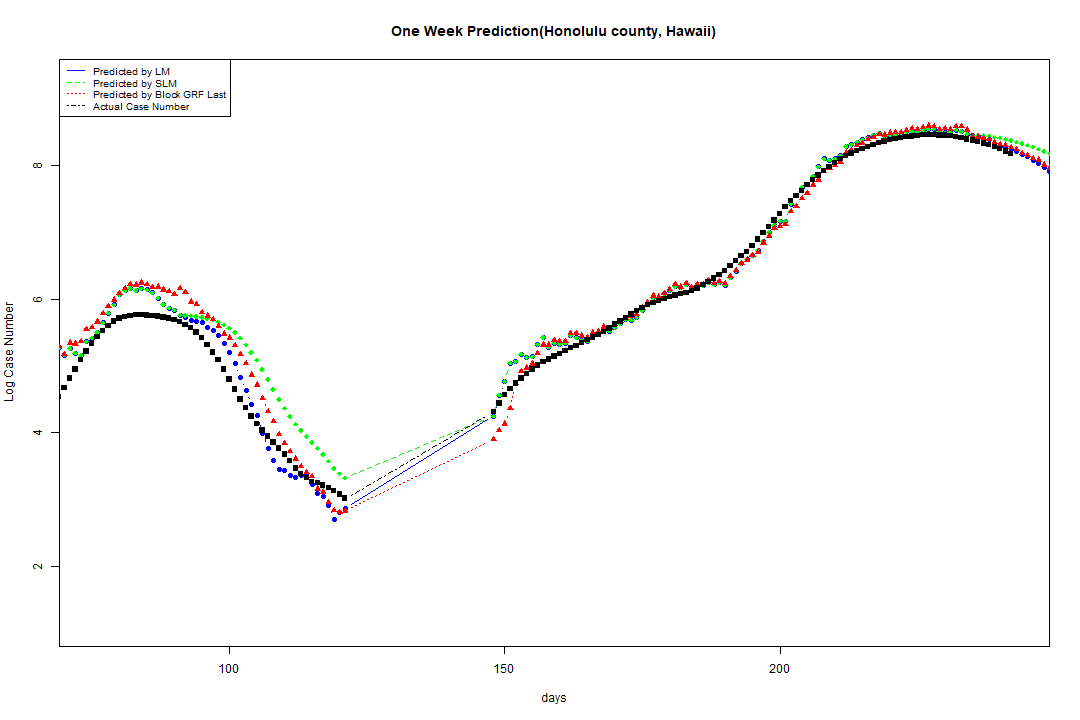 One Week Prediction(Honolulu county, Hawaii)
Predicted by LM
Predicted by SLM
Predicted by Block GRF Last
Actual Case Number
8
6
4
2
Log Case Number
100 150 200
days